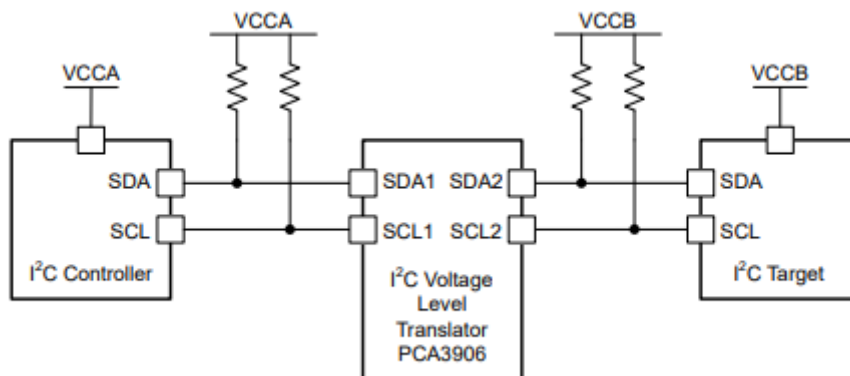 VCCA
VCCB
VCCA
VCCB
SDA
SDA1
SDA2
SDA
SCL
SCL1
SCL2
SCL
I²C Controller
I²C Voltage
Level
Translator
PCA3906
I²C Target